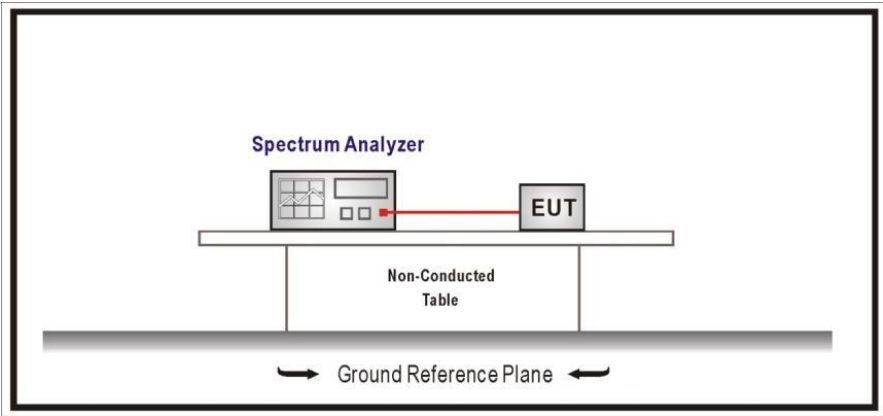 Spectrum Analyzer
EUT
Non-Conducted
Table
Ground Reference Plane